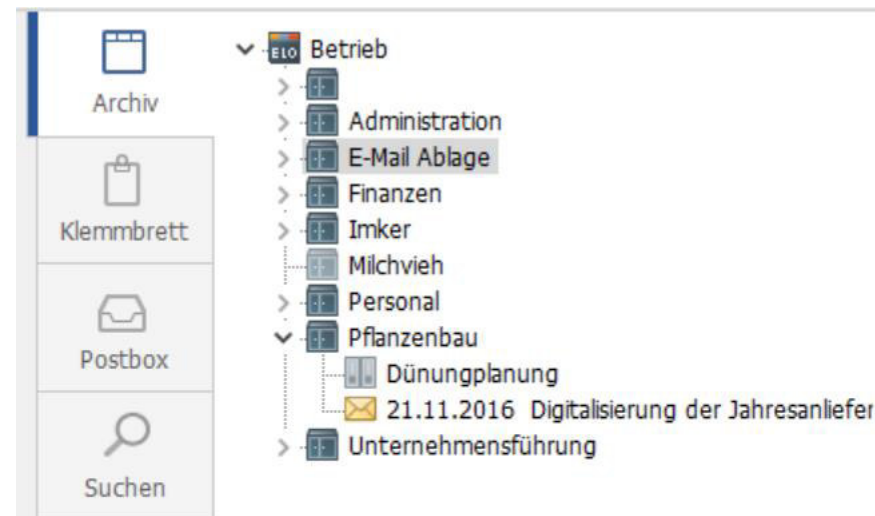 Archiv
Klemmbrett
Postbox
Suchen
ELO Betrieb
Administration
E-Mail Ablage
Finanzen
Imker
Milchvieh
Personal
Pflanzenbau
Dünungplanung
21.11.2016 Digitalisierung der Jahresanliefer
Unternehmensführung